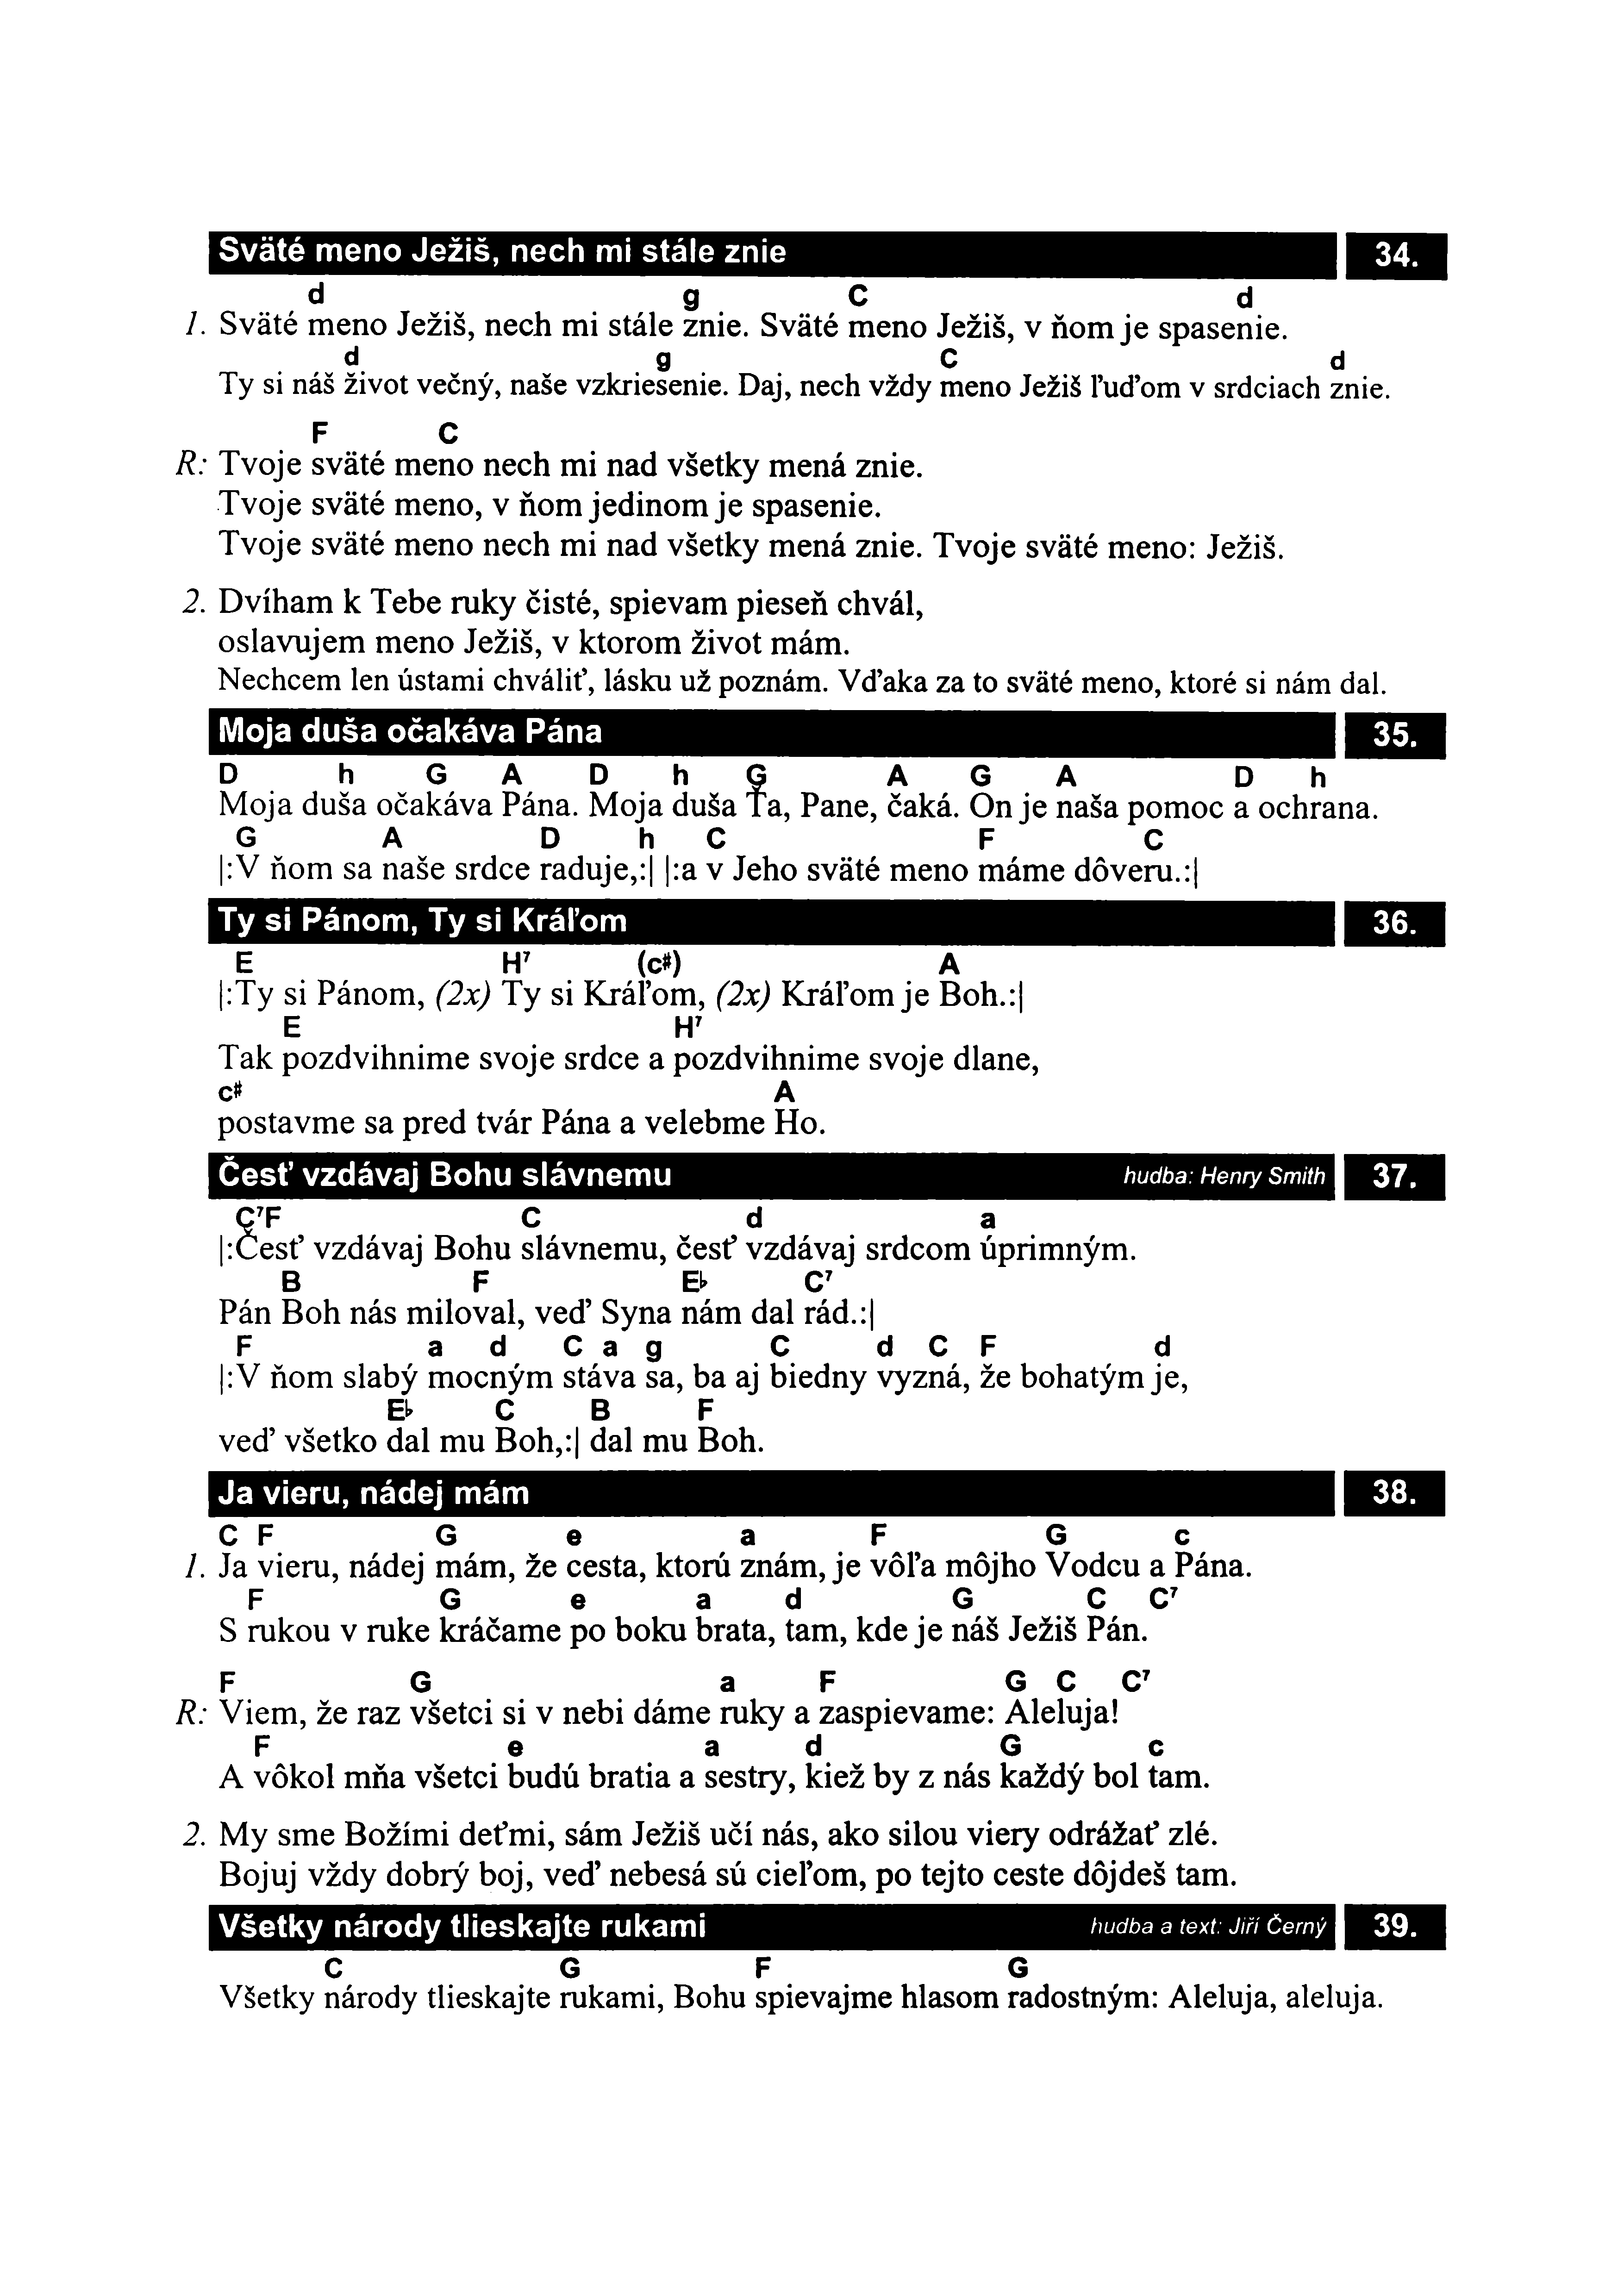 Sväté meno Ježiš, nech mi stále znie 34.
d g C d
1. Sväté meno Ježiš, nech mi stále znie. Sväté meno Ježiš, v ňom je spasenie.
d g C d
Ty si náš život večný, naše vzkriesenie. Daj, nech vždy meno Ježiš ľuďom v srdciach znie.
F C
R: Tvoje sväté meno nech mi nad všetky mená znie.
Tvoje sväté meno, v ňom jedinom je spasenie.
Tvoje sväté meno nech mi nad všetky mená znie. Tvoje sväté meno: Ježiš.
2. Dvíham k Tebe ruky čisté, spievam pieseň chvál,
oslavujem meno Ježiš, v ktorom život mám.
Nechcem len ústami chváliť, lásku už poznám. Vďaka za to sväté meno, ktoré si nám dal.
Moja duša očakáva Pána 35.
D h G A D h G A G A D h
Moja duša očakáva Pána. Moja duša Ťa, Pane, čaká. On je naša pomoc a ochrana.
G A D h C F C
|:V ňom sa naše srdce raduje,:| |:a v Jeho sväté meno máme dôveru.:|
Ty si Pánom, Ty si Kráľom 36.
E H⁷ (c#) A
|:Ty si Pánom, (2x) Ty si Kráľom, (2x) Kráľom je Boh.:|
E H⁷
Tak pozdvihnime svoje srdce a pozdvihnime svoje dlane,
c# A
postavme sa pred tvár Pána a velebme Ho.
Česť vzdávaj Bohu slávnemu hudba: Henry Smith 37.
C⁷F C d a
|:Česť vzdávaj Bohu slávnemu, česť vzdávaj srdcom úprimným.
B F E♭ C⁷
Pán Boh nás miloval, veď Syna nám dal rád.:|
F a d C a g C d C F d
|:V ňom slabý mocným stáva sa, ba aj biedny vyzná, že bohatým je,
E♭ C B F
veď všetko dal mu Boh,:| dal mu Boh.
Ja vieru, nádej mám 38.
C F G e a F G c
1. Ja vieru, nádej mám, že cesta, ktorú znám, je vôľa môjho Vodcu a Pána.
F G e a d G C C⁷
S rukou v ruke kráčame po boku brata, tam, kde je náš Ježiš Pán.
F G a F G C C⁷
R: Viem, že raz všetci si v nebi dáme ruky a zaspievame: Aleluja!
F e a d G c
A vôkol mňa všetci budú bratia a sestry, kiež by z nás každý bol tam.
2. My sme Božími deťmi, sám Ježiš učí nás, ako silou viery odrážať zlé.
Bojuj vždy dobrý boj, veď nebesá sú cieľom, po tejto ceste dôjdeš tam.
Všetky národy tlieskajte rukami hudba a text: Jiří Černý 39.
C G F G
Všetky národy tlieskajte rukami, Bohu spievajme hlasom radostným: Aleluja, aleluja.